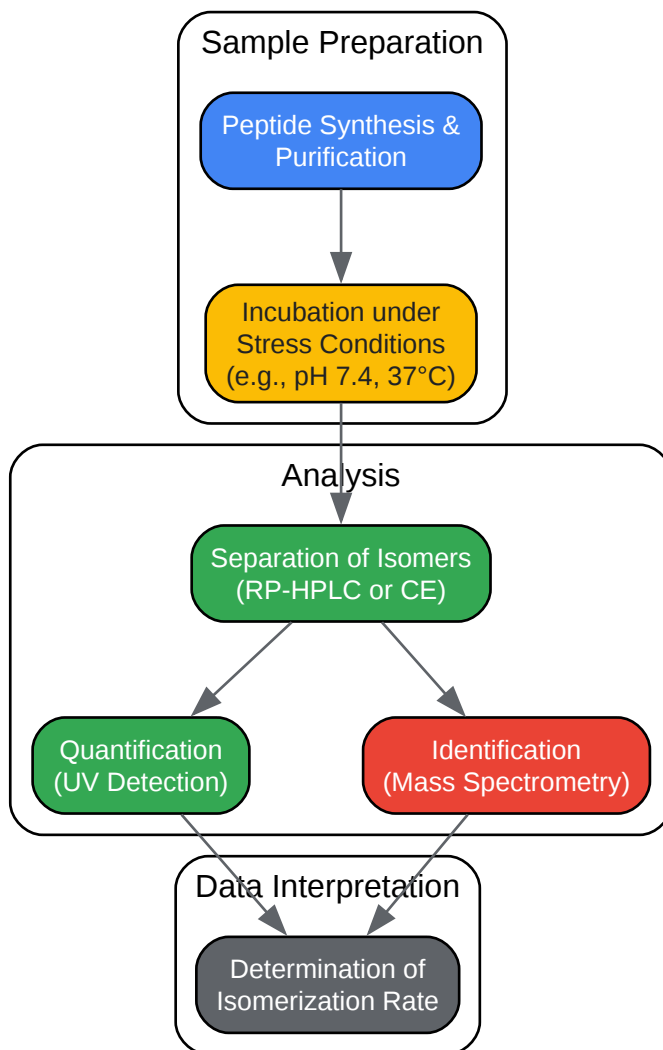 Sample Preparation
Peptide Synthesis &
Purification
Incubation under
Stress Conditions
(e.g., pH 7.4, 37°C)
Analysis
Separation of Isomers
(RP-HPLC or CE)
Quantification
(UV Detection)
Identification
(Mass Spectrometry)
Data Interpretation
Determination of
Isomerization Rate